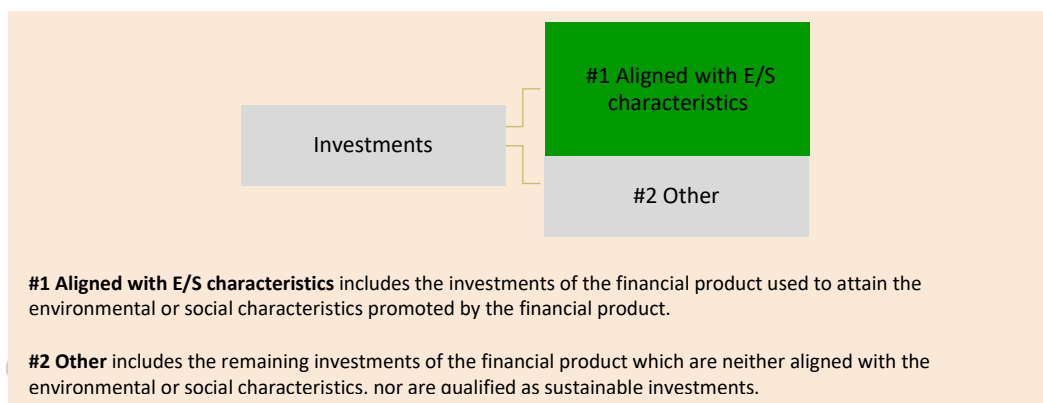 #1 Aligned with E/S
characteristics
Investments
#2 Other
#1 Aligned with E/S characteristics includes the investments of the financial product used to attain the
environmental or social characteristics promoted by the financial product.
#2 Other includes the remaining investments of the financial product which are neither aligned with the
environmental or social characteristics, nor are qualified as sustainable investments.